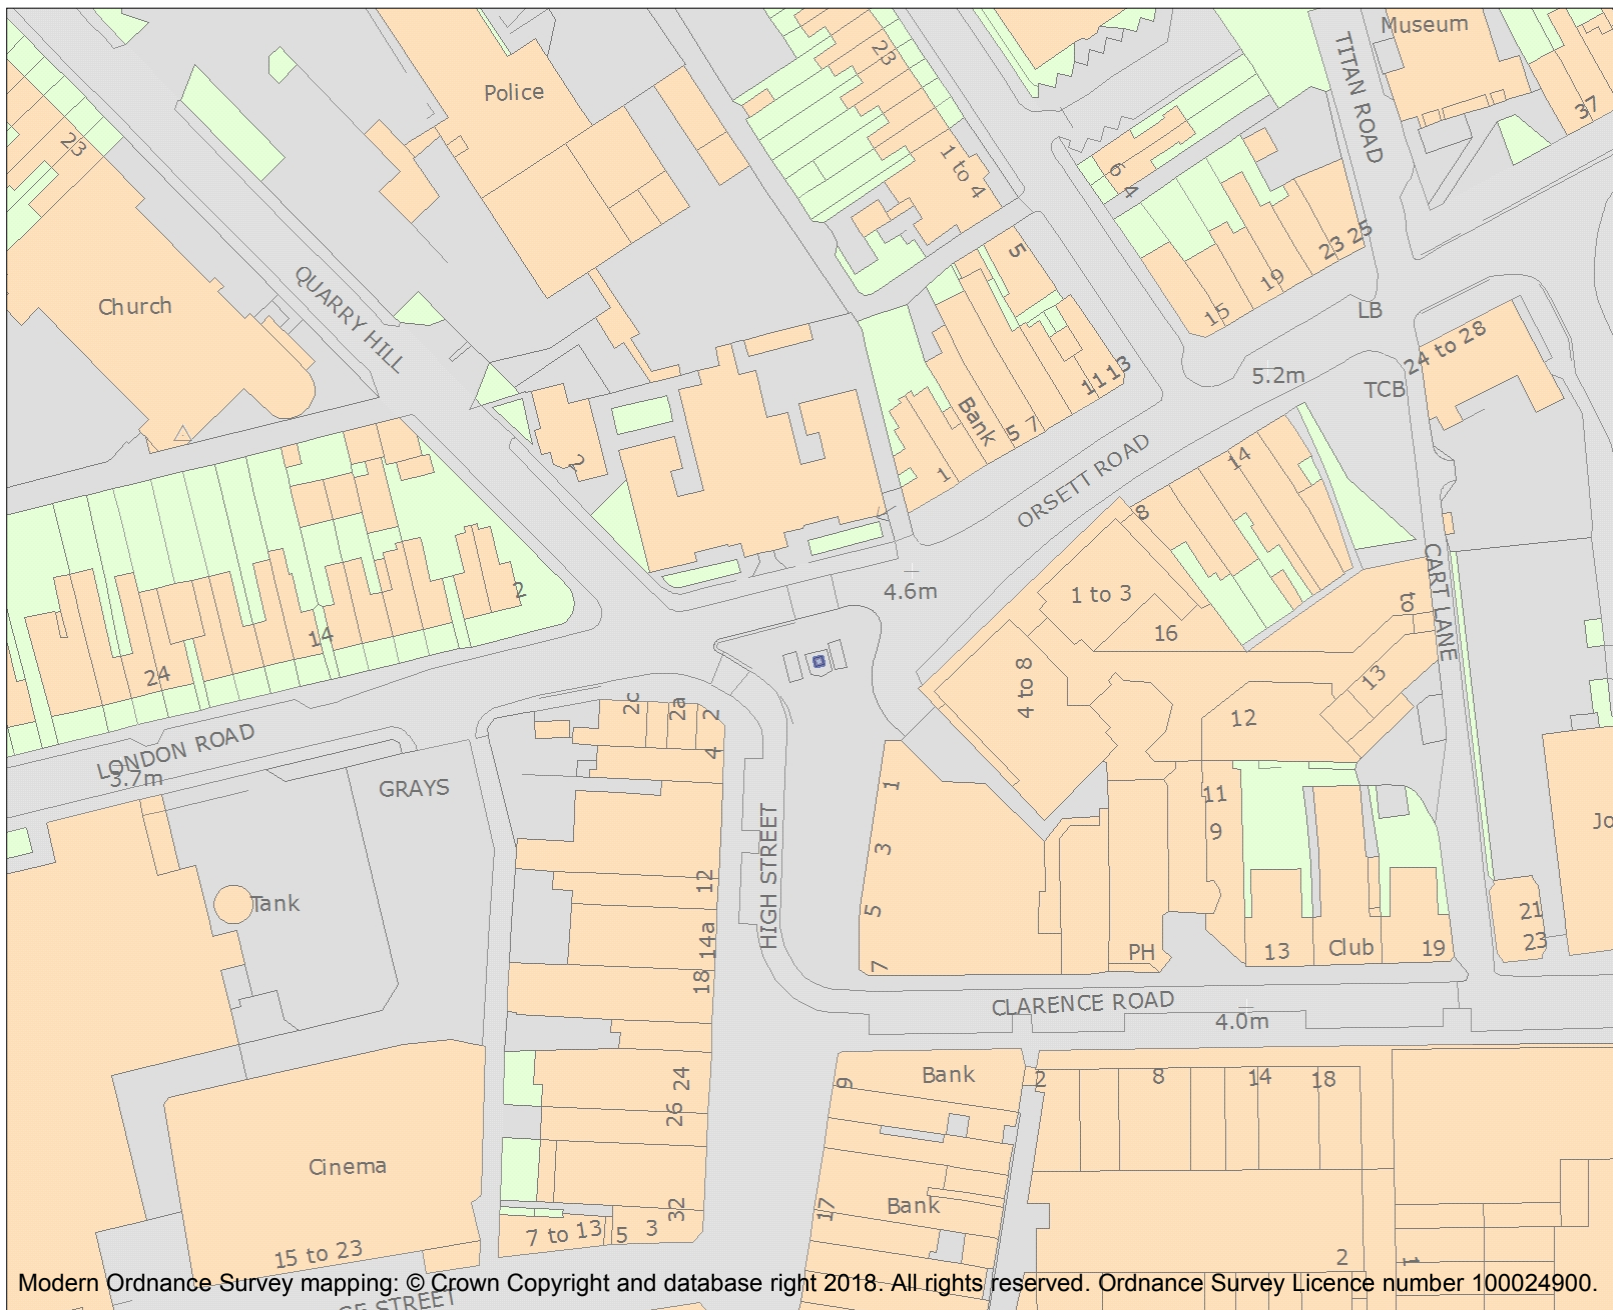 Museum
TITAN ROAD
37
23
Police
23
1 to 4
6
4
5
23
25
19
15
QUARRY HILL
Church
LB
24 to 28
5.2m
TCB
11
13
Bank
5
7
1
ORSETT ROAD
14
8
2
CART LANE
4.6m
1 to 3
16
to
2
14
24
4 to 8
13
12
2c
2a
2
4
LONDON ROAD
3.7m
GRAYS
1
11
9
3
Jo
HIGH STREET
12
Tank
5
14a
21
23
PH
13
Club
19
7
18
CLARENCE ROAD
4.0m
9
Bank
2
8
14
18
24
26
Cinema
17
Bank
32
7 to 13
5
3
15 to 23
2
1
Modern Ordnance Survey mapping: © Crown Copyright and database right 2018. All rights reserved. Ordnance Survey Licence number 100024900.
GE STREET